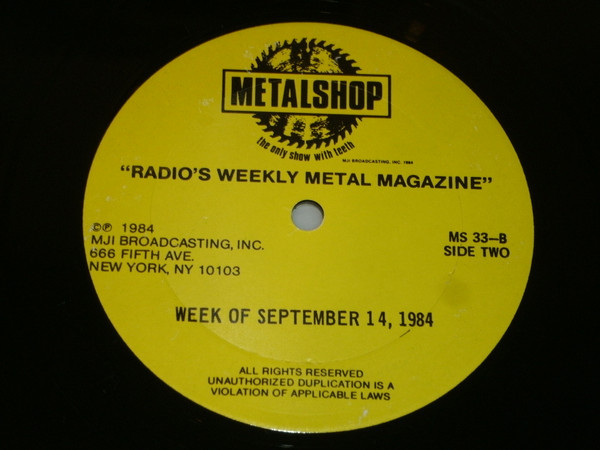 METALSHOP
the only show with teeth
MJI BROADCASTING, INC. 1984
"RADIO'S WEEKLY METAL MAGAZINE"
©℗ 1984
MJI BROADCASTING, INC.
666 FIFTH AVE.
NEW YORK, NY 10103
MS 33-B
SIDE TWO
WEEK OF SEPTEMBER 14, 1984
ALL RIGHTS RESERVED
UNAUTHORIZED DUPLICATION IS A
VIOLATION OF APPLICABLE LAWS